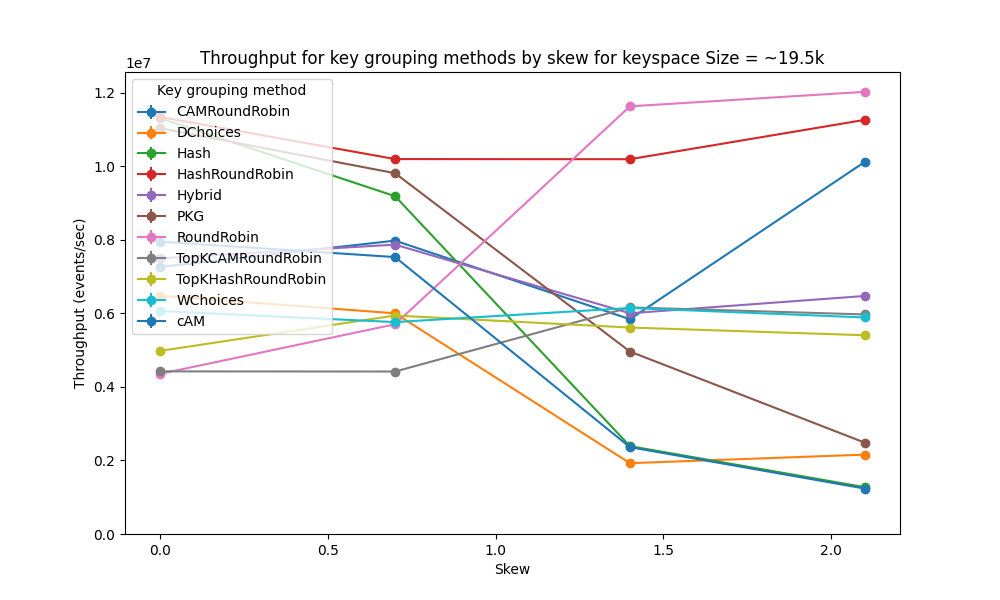 Throughput for key grouping methods by skew for keyspace Size = ~19.5k
1e7
Key grouping method
CAMRoundRobin
DChoices
Hash
HashRoundRobin
Hybrid
PKG
RoundRobin
TopKCAMRoundRobin
TopKHashRoundRobin
WChoices
cAM
Throughput (events/sec)
1.2
1.0
0.8
0.6
0.4
0.2
0.0
0.0 0.5 1.0 1.5 2.0
Skew